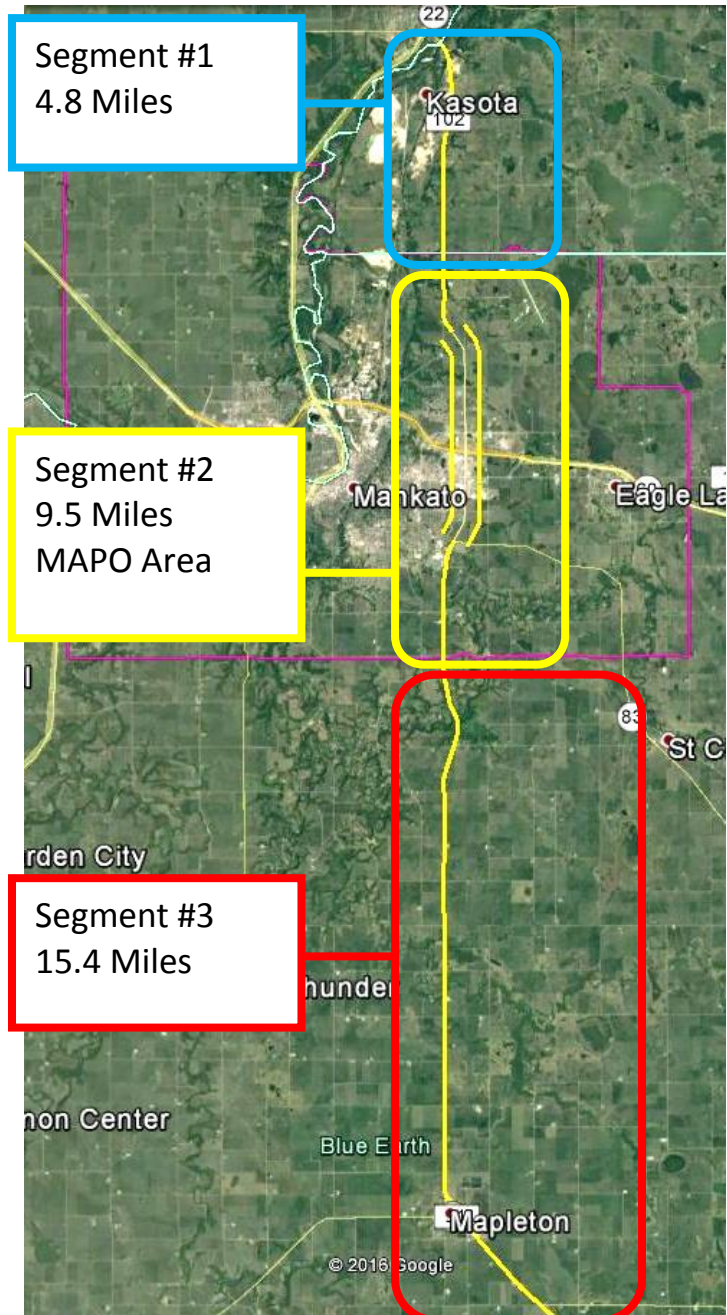 22
Segment #1
4.8 Miles
Kasota
102
Segment #2
9.5 Miles
MAPO Area
Mankato
Eagle La
83
St C
rden City
Segment #3
15.4 Miles
hunder
non Center
Blue Earth
Mapleton
© 2016 Google